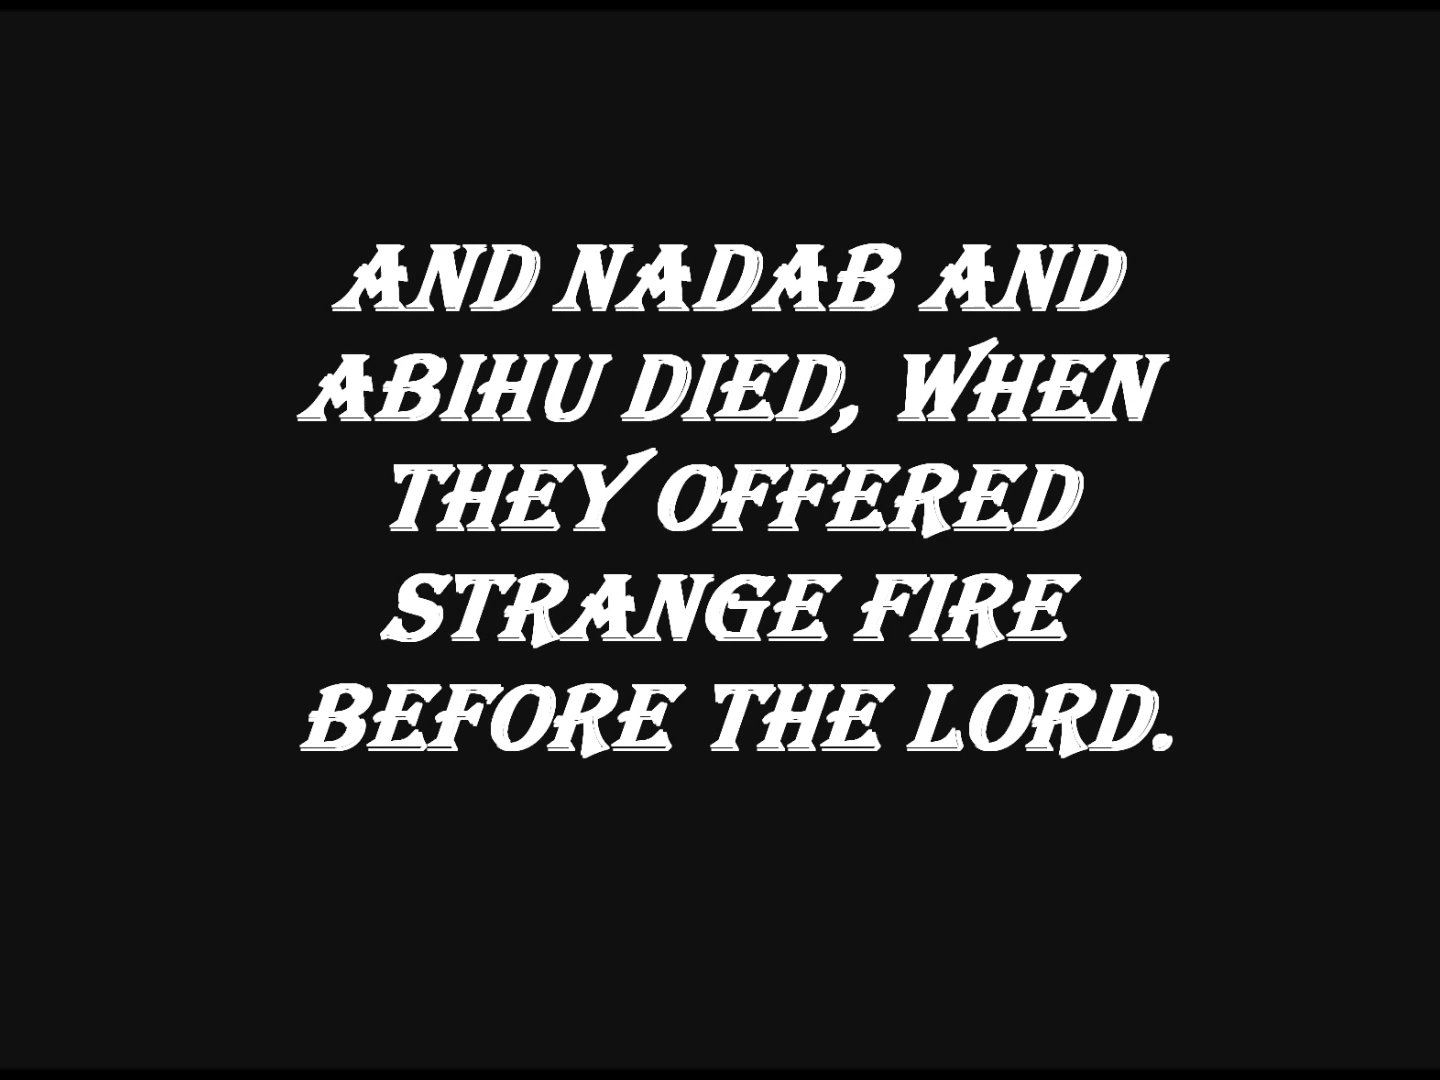 AND NADAB AND
ABIHU DIED, WHEN
THEY OFFERED
STRANGE FIRE
BEFORE THE LORD.